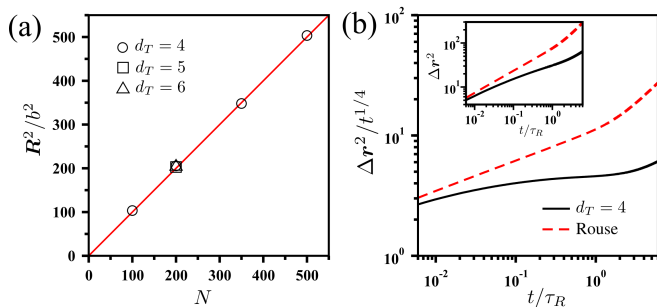 (a)
R²/b²
500
400
300
200
100
0
0 100 200 300 400 500
N
d_T = 4
d_T = 5
d_T = 6
(b)
Δr²/t^{1/4}
10²
10¹
10⁰
10⁻² 10⁻¹ 10⁰
t/τ_R
d_T = 4
Rouse
Δr²
10²
10¹
10⁻² 10⁻¹ 10⁰
t/τ_R